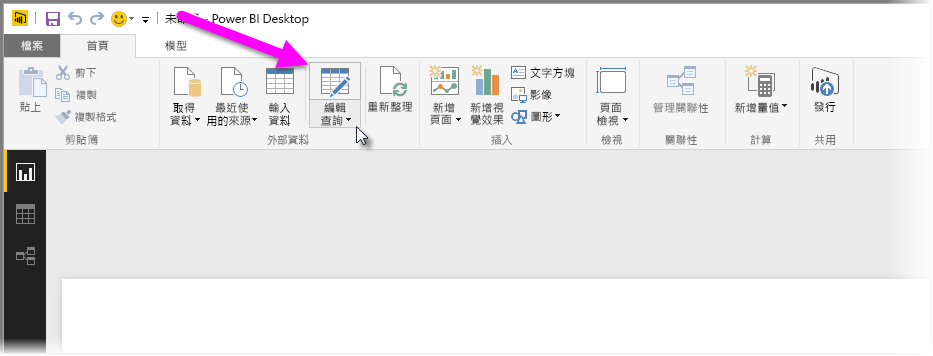 - Power BI Desktop
檔案
首頁
模型
貼上
剪下
複製
複製格式
剪貼簿
取得
資料
最近使
用的來源
輸入
資料
編輯
查詢
重新整理
外部資料
新增
頁面
新增視
覺效果
文字方塊
影像
圖形
插入
頁面
檢視
檢視
管理關聯性
關聯性
新增量值
計算
發行
共用